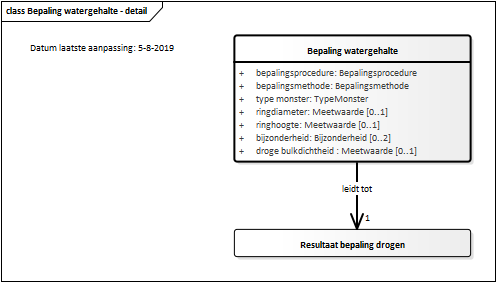 class Bepaling watergehalte - detail
Datum laatste aanpassing: 5-8-2019
Bepaling watergehalte
+ bepalingsprocedure: Bepalingsprocedure
+ bepalingsmethode: Bepalingsmethode
+ type monster: TypeMonster
+ ringdiameter: Meetwaarde [0..1]
+ ringhoogte: Meetwaarde [0..1]
+ bijzonderheid: Bijzonderheid [0..2]
+ droge bulkdichtheid : Meetwaarde [0..1]
leidt tot
1
Resultaat bepaling drogen